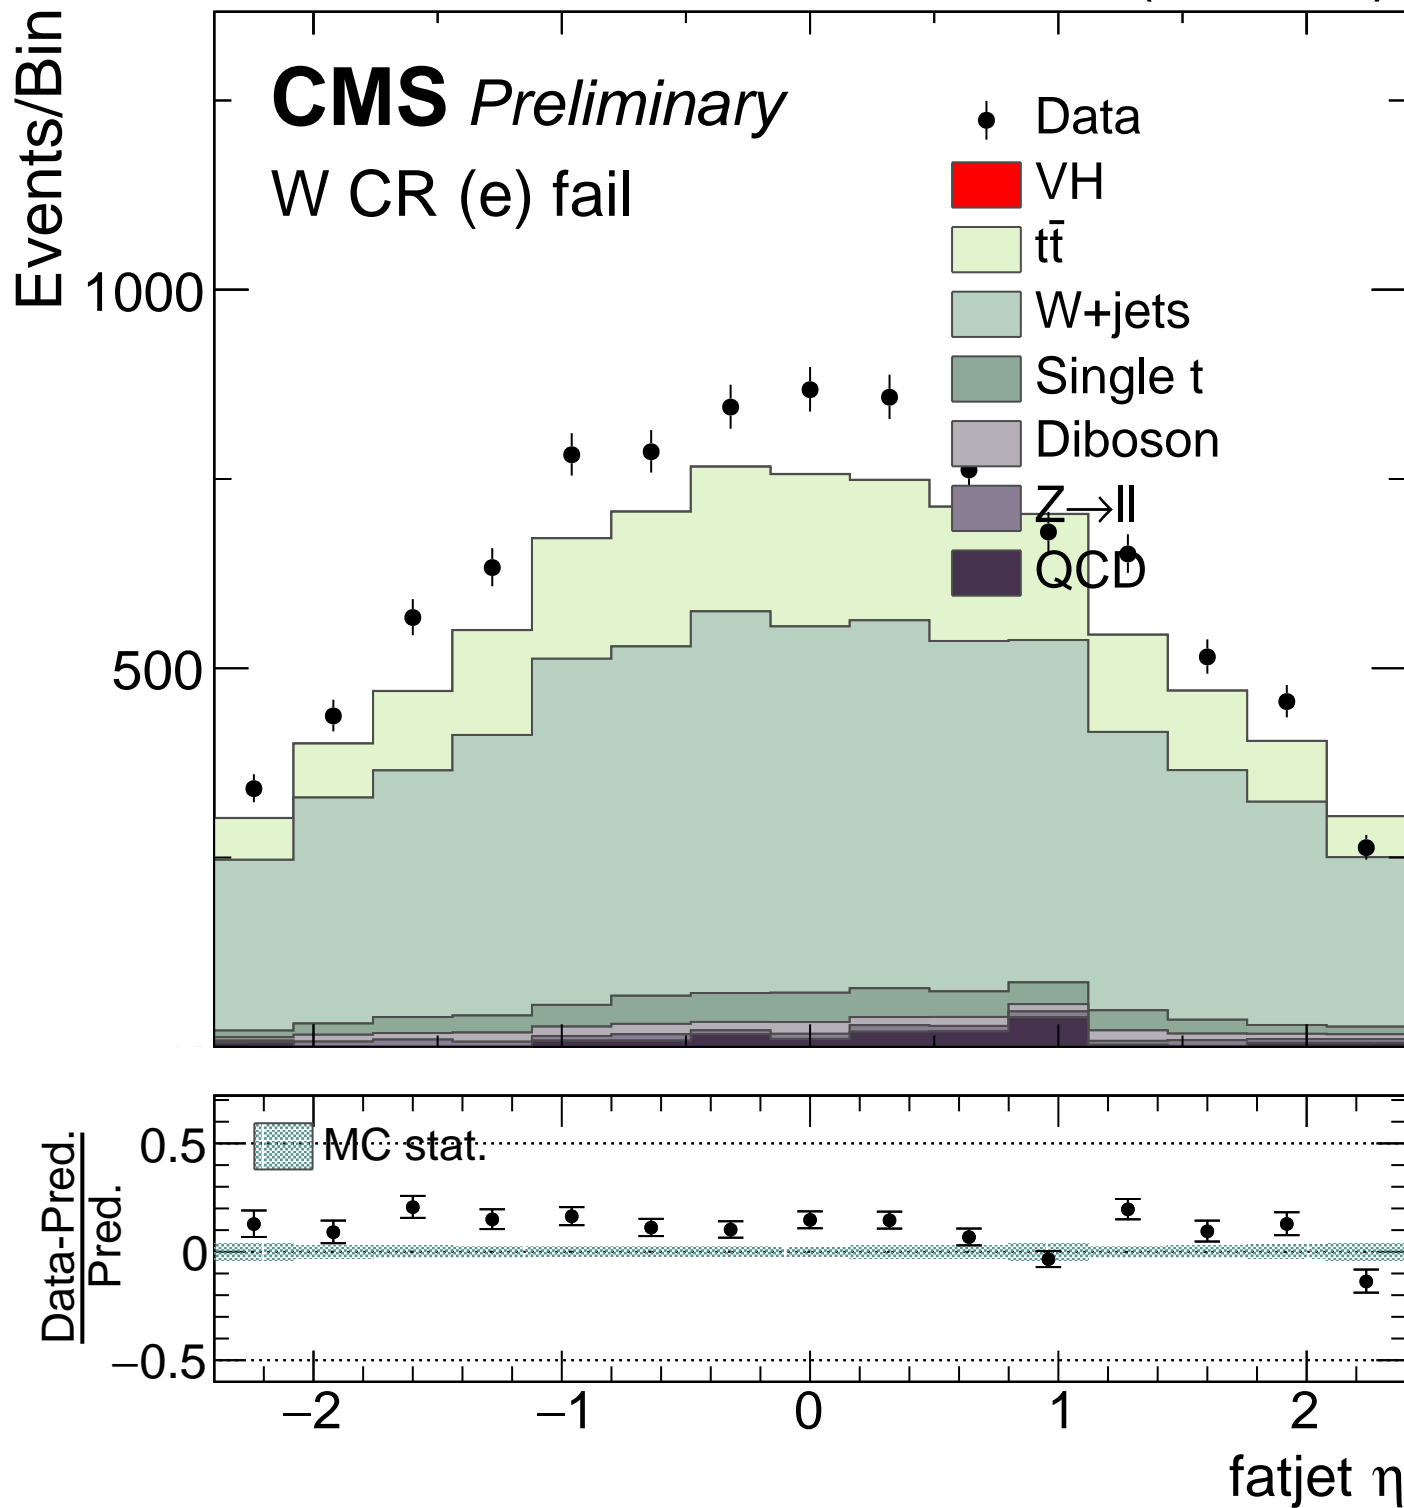 Events/Bin
CMS Preliminary
W CR (e) fail
Data
VH
tt̄
W+jets
Single t
Diboson
Z→ll
QCD
1000
500
Data-Pred.
Pred.
MC stat.
0.5
0
−0.5
−2 −1 0 1 2
fatjet η